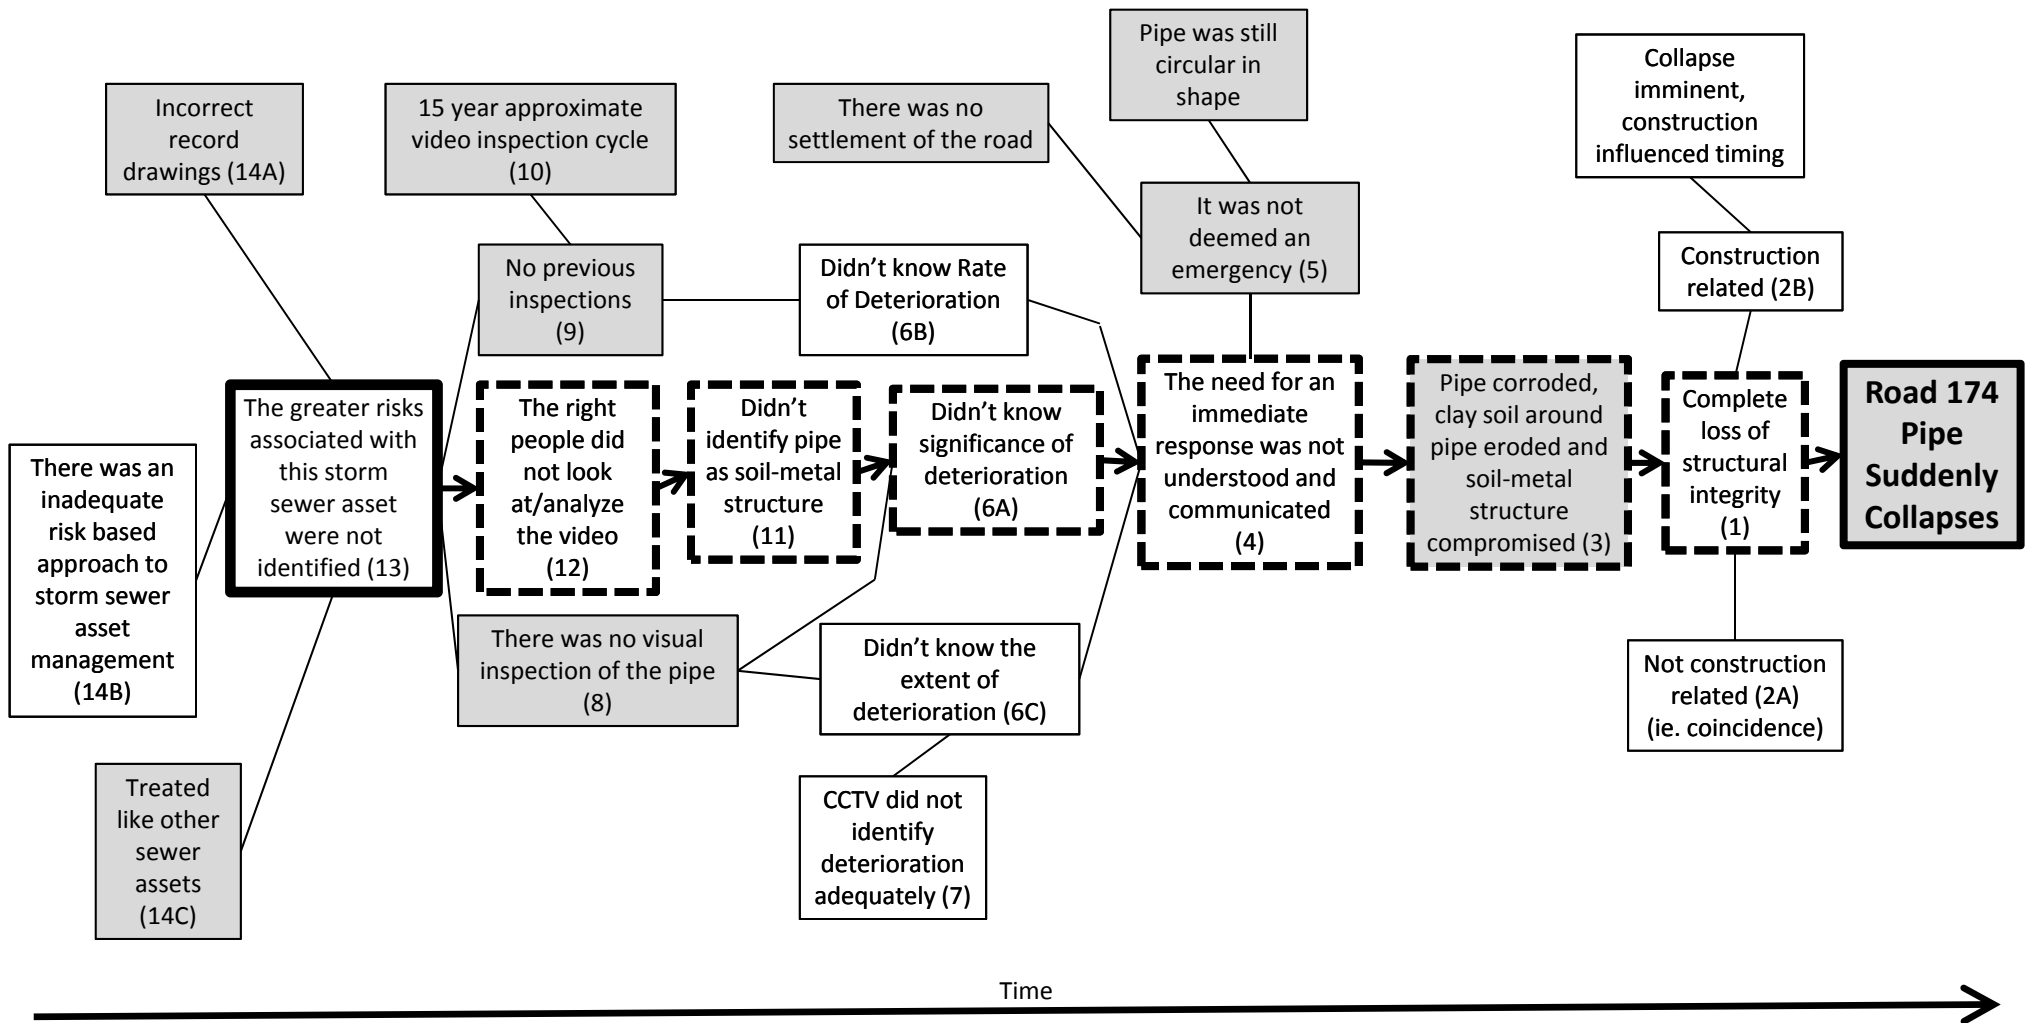 Incorrect
record
drawings (14A)
15 year approximate
video inspection cycle
(10)
There was no
settlement of the road
Pipe was still
circular in
shape
Collapse
imminent,
construction
influenced timing
It was not
deemed an
emergency (5)
Construction
related (2B)
No previous
inspections
(9)
Didn’t know Rate
of Deterioration
(6B)
There was an
inadequate
risk based
approach to
storm sewer
asset
management
(14B)
The greater risks
associated with
this storm
sewer asset
were not
identified (13)
The right
people did
not look
at/analyze
the video
(12)
Didn’t
identify pipe
as soil-metal
structure
(11)
Didn’t know
significance of
deterioration
(6A)
The need for an
immediate
response was not
understood and
communicated
(4)
Pipe corroded,
clay soil around
pipe eroded and
soil-metal
structure
compromised (3)
Complete
loss of
structural
integrity
(1)
Road 174
Pipe
Suddenly
Collapses
There was no visual
inspection of the pipe
(8)
Didn’t know the
extent of
deterioration (6C)
Not construction
related (2A)
(ie. coincidence)
Treated
like other
sewer
assets
(14C)
CCTV did not
identify
deterioration
adequately (7)
Time